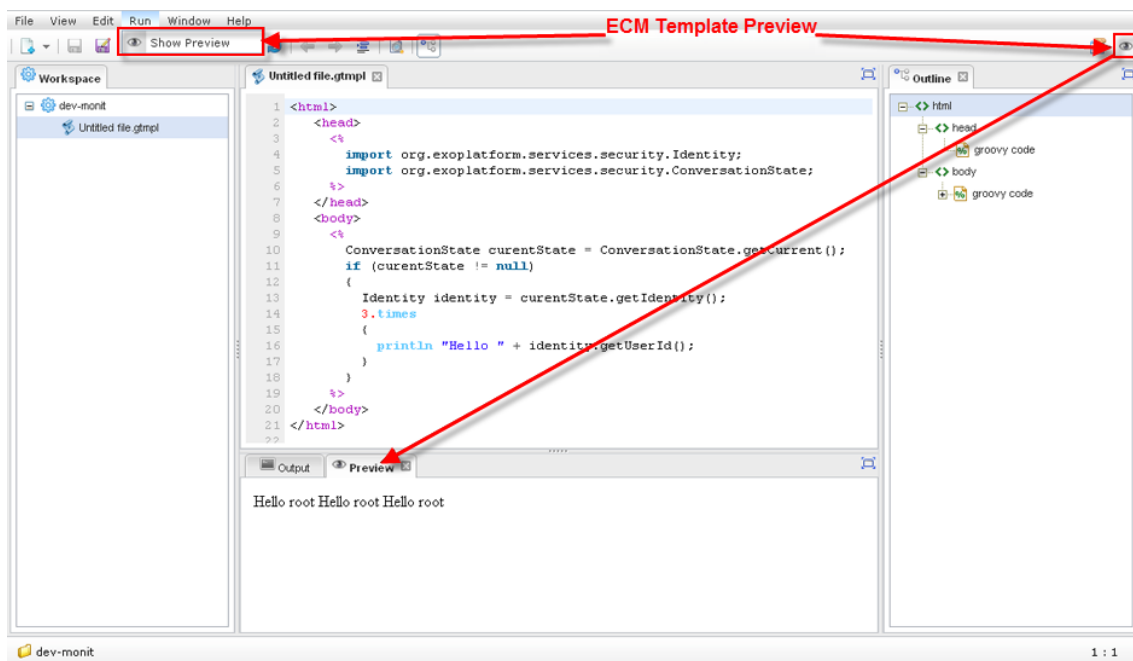 File View Edit Run Window Help
ECM Template Preview
Show Preview
Workspace
Untitled file.gtmpl
Outline
dev-monit
Untitled file.gtmpl
1 <html>
2 <head>
3 <%
4 import org.exoplatform.services.security.Identity;
5 import org.exoplatform.services.security.ConversationState;
6 %>
7 </head>
8 <body>
9 <%
10 ConversationState curentState = ConversationState.getCurrent();
11 if (curentState != null)
12 {
13 Identity identity = curentState.getIdentity();
14 3.times
15 {
16 println "Hello " + identity.getUserId();
17 }
18 }
19 %>
20 </body>
21 </html>
22
<> html
<> head
groovy code
<> body
groovy code
Output
Preview
Hello root Hello root Hello root
dev-monit
1 : 1